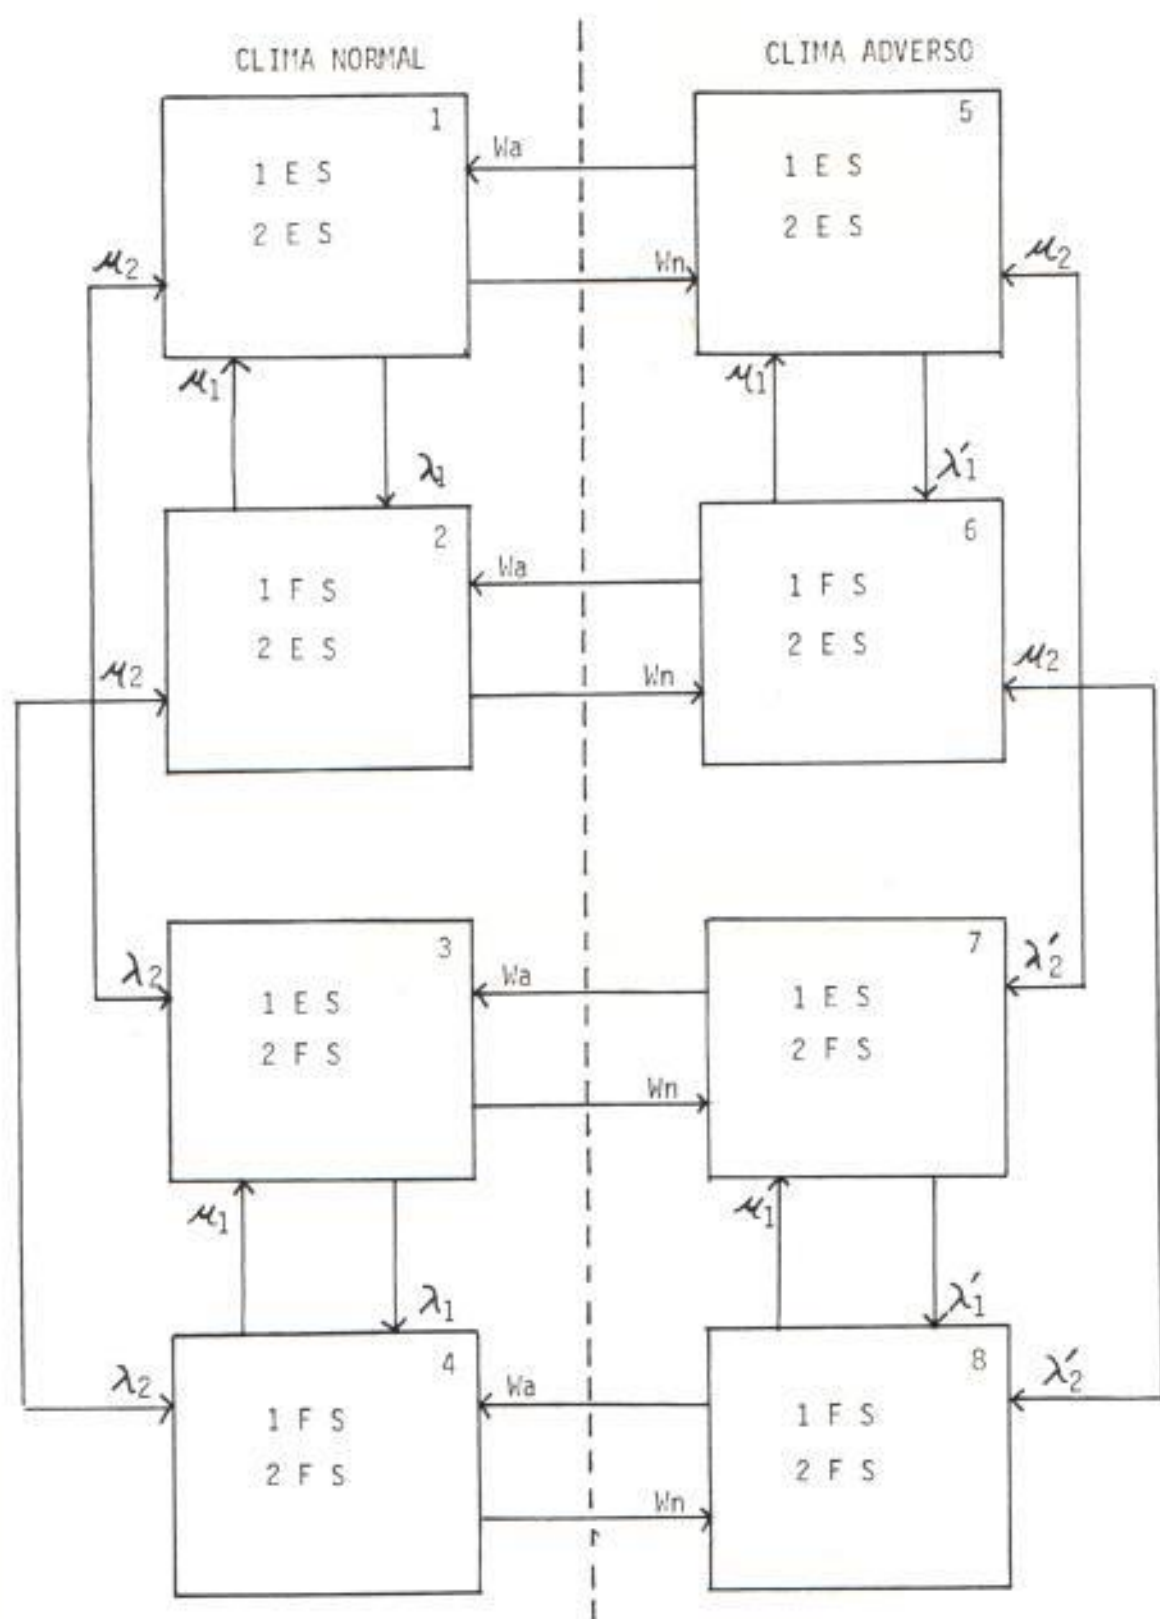 CLIMA NORMAL
CLIMA ADVERSO
1
1 E S
2 E S
5
1 E S
2 E S
Wa
Wn
μ2
μ2
μ1
λ1
μ1
λ'1
2
1 F S
2 E S
6
1 F S
2 E S
Wa
Wn
μ2
μ2
3
1 E S
2 F S
7
1 E S
2 F S
λ2
Wa
λ'2
Wn
μ1
λ1
μ1
λ'1
4
1 F S
2 F S
8
1 F S
2 F S
λ2
Wa
λ'2
Wn